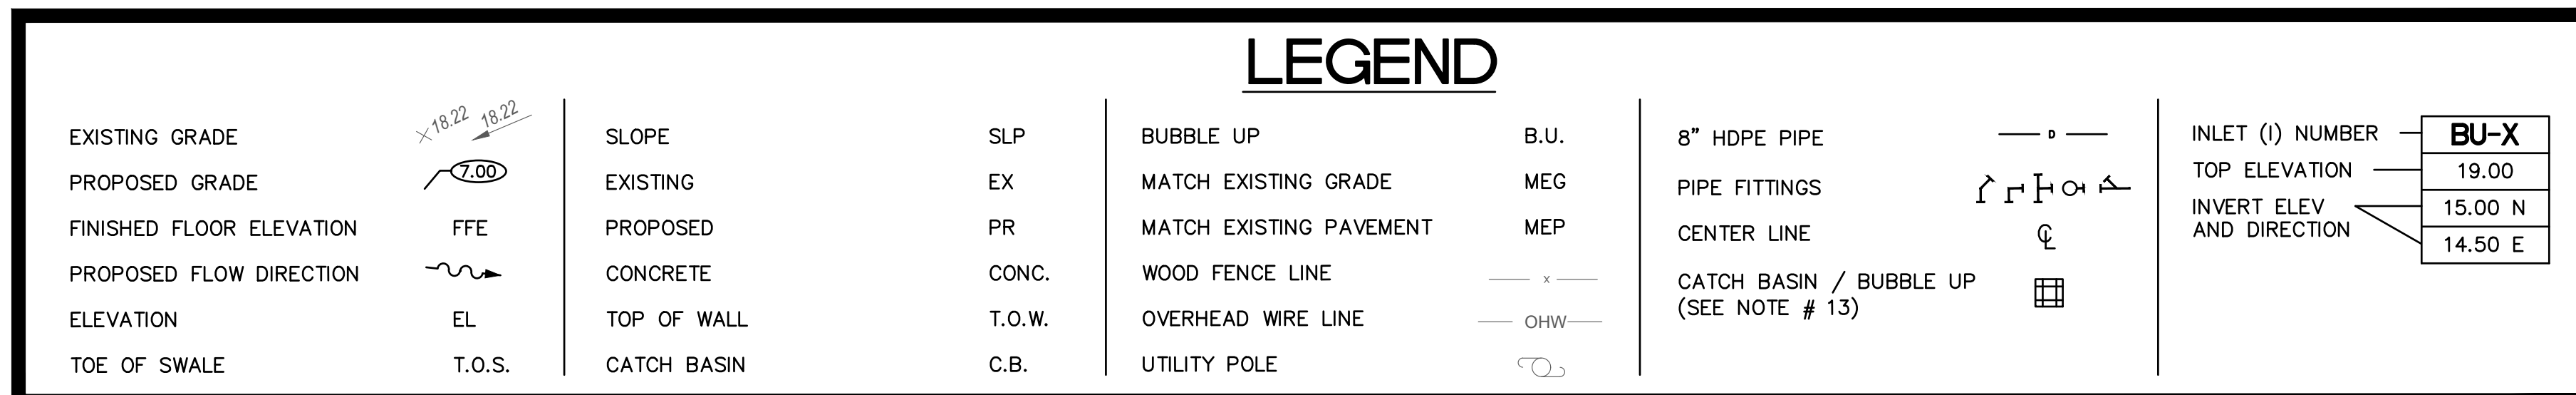 LEGEND
EXISTING GRADE ×18.22 18.22
PROPOSED GRADE 7.00
FINISHED FLOOR ELEVATION FFE
PROPOSED FLOW DIRECTION
ELEVATION EL
TOE OF SWALE T.O.S.
SLOPE SLP
EXISTING EX
PROPOSED PR
CONCRETE CONC.
TOP OF WALL T.O.W.
CATCH BASIN C.B.
BUBBLE UP B.U.
MATCH EXISTING GRADE MEG
MATCH EXISTING PAVEMENT MEP
WOOD FENCE LINE x
OVERHEAD WIRE LINE OHW
UTILITY POLE
8" HDPE PIPE D
PIPE FITTINGS
CENTER LINE ℄
CATCH BASIN / BUBBLE UP
(SEE NOTE # 13)
INLET (I) NUMBER BU-X
TOP ELEVATION 19.00
INVERT ELEV 15.00 N
AND DIRECTION 14.50 E